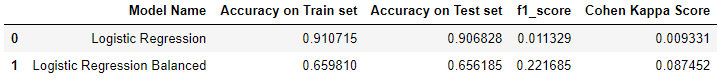 Model Name Accuracy on Train set Accuracy on Test set f1_score Cohen Kappa Score
0 Logistic Regression 0.910715 0.906828 0.011329 0.009331
1 Logistic Regression Balanced 0.659810 0.656185 0.221685 0.087452